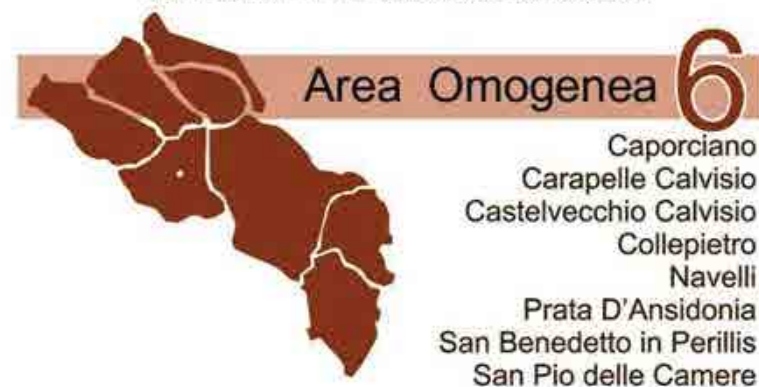 Area Omogenea 6
Caporciano
Carapelle Calvisio
Castelvecchio Calvisio
Collepietro
Navelli
Prata D'Ansidonia
San Benedetto in Perillis
San Pio delle Camere